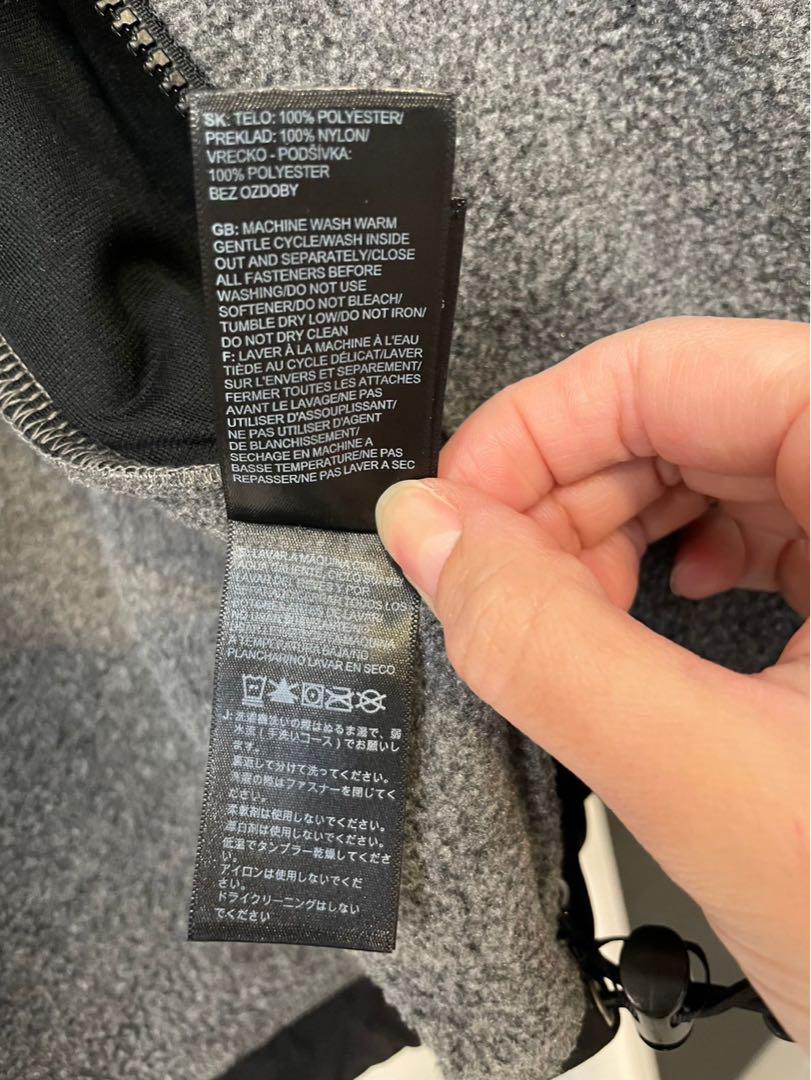 SK: TELO: 100% POLYESTER/
PREKLAD: 100% NYLON/
VRECKO - PODŠÍVKA:
100% POLYESTER
BEZ OZDOBY
GB: MACHINE WASH WARM
GENTLE CYCLE/WASH INSIDE
OUT AND SEPARATELY/CLOSE
ALL FASTENERS BEFORE
WASHING/DO NOT USE
SOFTENER/DO NOT BLEACH/
TUMBLE DRY LOW/DO NOT IRON/
DO NOT DRY CLEAN
F: LAVER À LA MACHINE À L'EAU
TIÈDE AU CYCLE DÉLICAT/LAVER
SUR L'ENVERS ET SEPAREMENT/
FERMER TOUTES LES ATTACHES
AVANT LE LAVAGE/NE PAS
UTILISER D'ASSOUPLISSANT/
NE PAS UTILISER D'AGENT
DE BLANCHISSEMENT/
SECHAGE EN MACHINE A
BASSE TEMPERATURE/NE PAS
REPASSER/NE PAS LAVER A SEC
LAVAR A MAQUINA CON
AGUA
TODOS LOS
A TEMPERATURA BAJA/NO
PLANCHAR/NO LAVAR EN SECO
J: 洗濯機洗いの際はぬるま湯で、弱
水流(手洗いコース)でお願いし
ます。
裏返して分けて洗ってください。
洗濯の際はファスナーを閉じてく
ださい。
柔軟剤は使用しないでください。
漂白剤は使用しないでください。
低温でタンブラー乾燥してくださ
い。
アイロンは使用しないでくださ
い。
ドライクリーニングはしない
でください